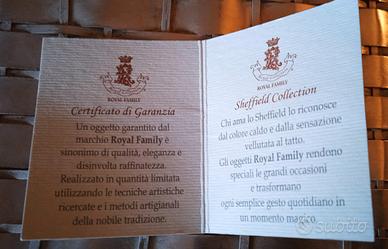 ROYAL FAMILY
Certificato di Garanzia
Un oggetto garantito dal
marchio Royal Family è
sinonimo di qualità, eleganza e
disinvolta raffinatezza.
Realizzato in quantità limitata
utilizzando le tecniche artistiche
ricercate e i metodi artigianali
della nobile tradizione.
ROYAL FAMILY
Sheffield Collection
Chi ama lo Sheffield lo riconosce
dal colore caldo e dalla sensazione
vellutata al tatto.
Gli oggetti Royal Family rendono
speciali le grandi occasioni
e trasformano
ogni semplice gesto quotidiano in
un momento magico.
subito